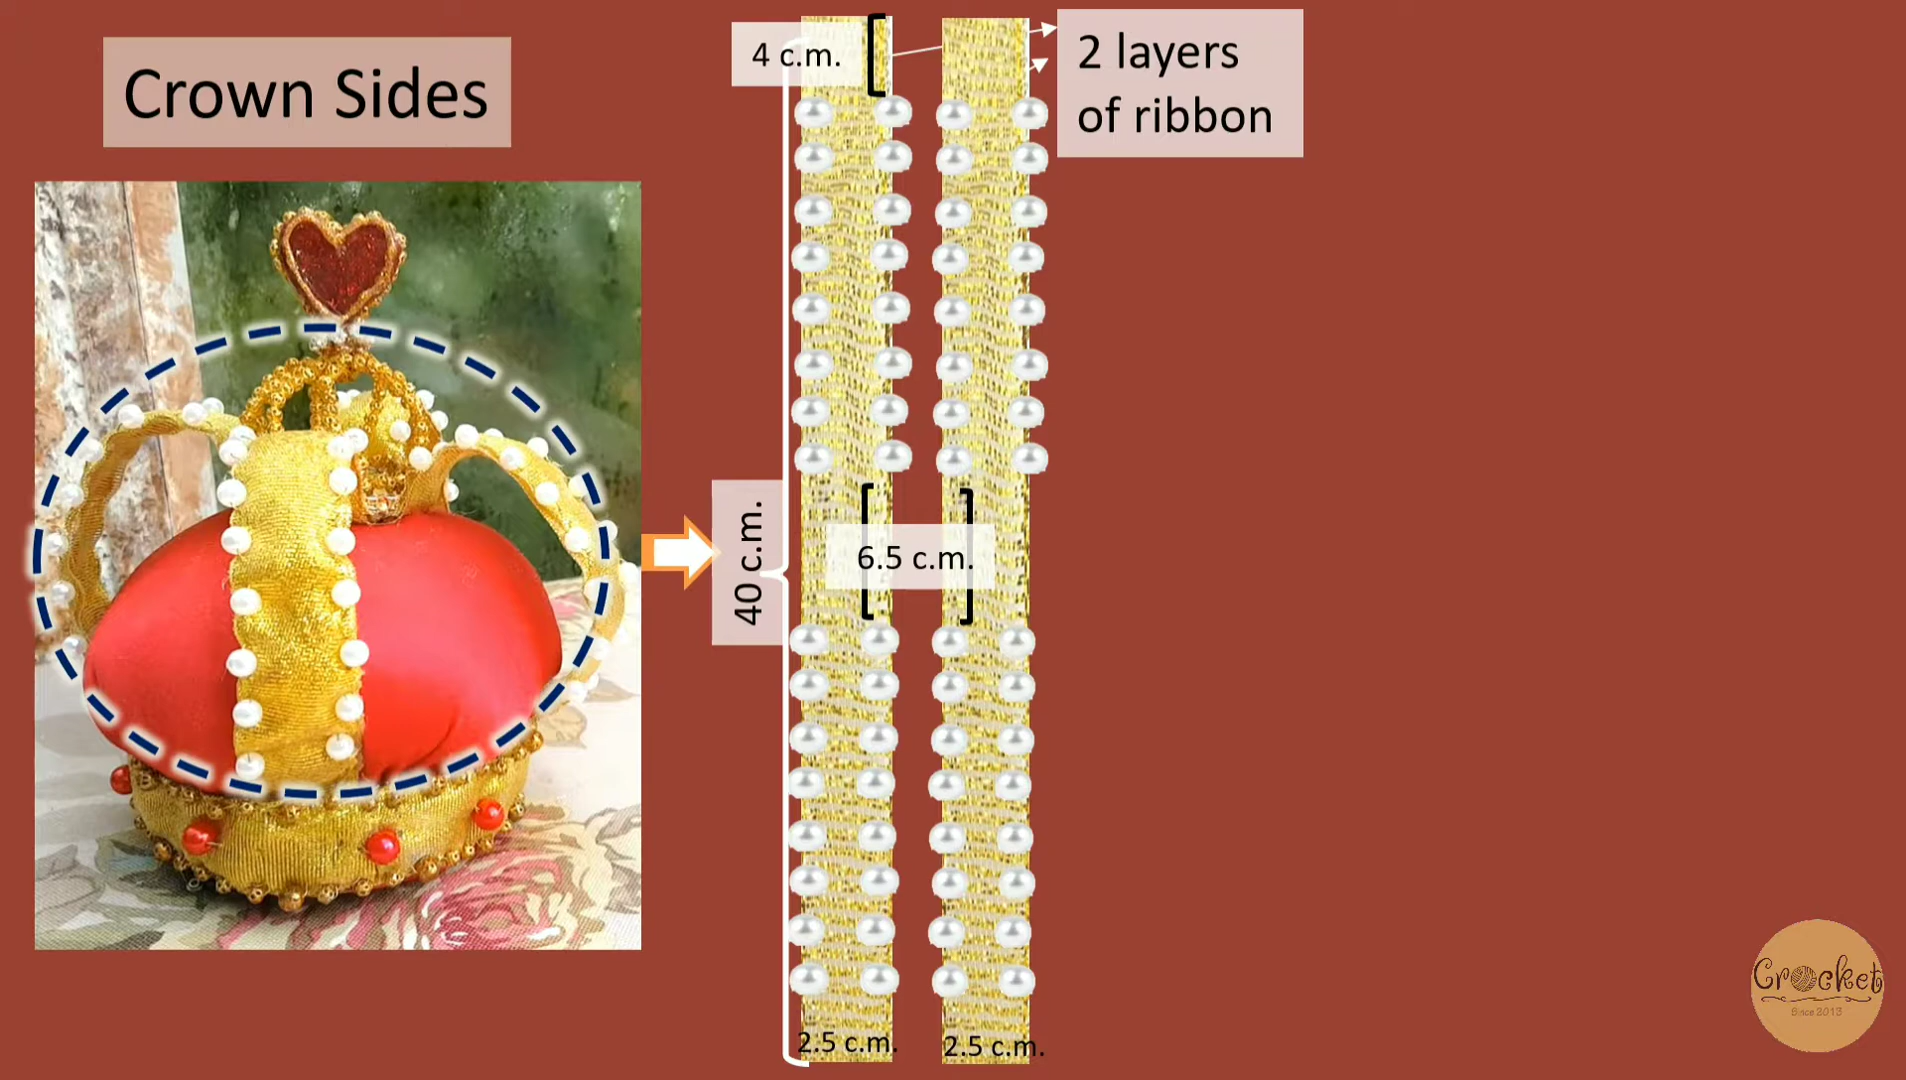 Crown Sides
4 c.m.
2 layers
of ribbon
40 c.m.
6.5 c.m.
2.5 c.m.
2.5 c.m.
Crocket
Since 2013